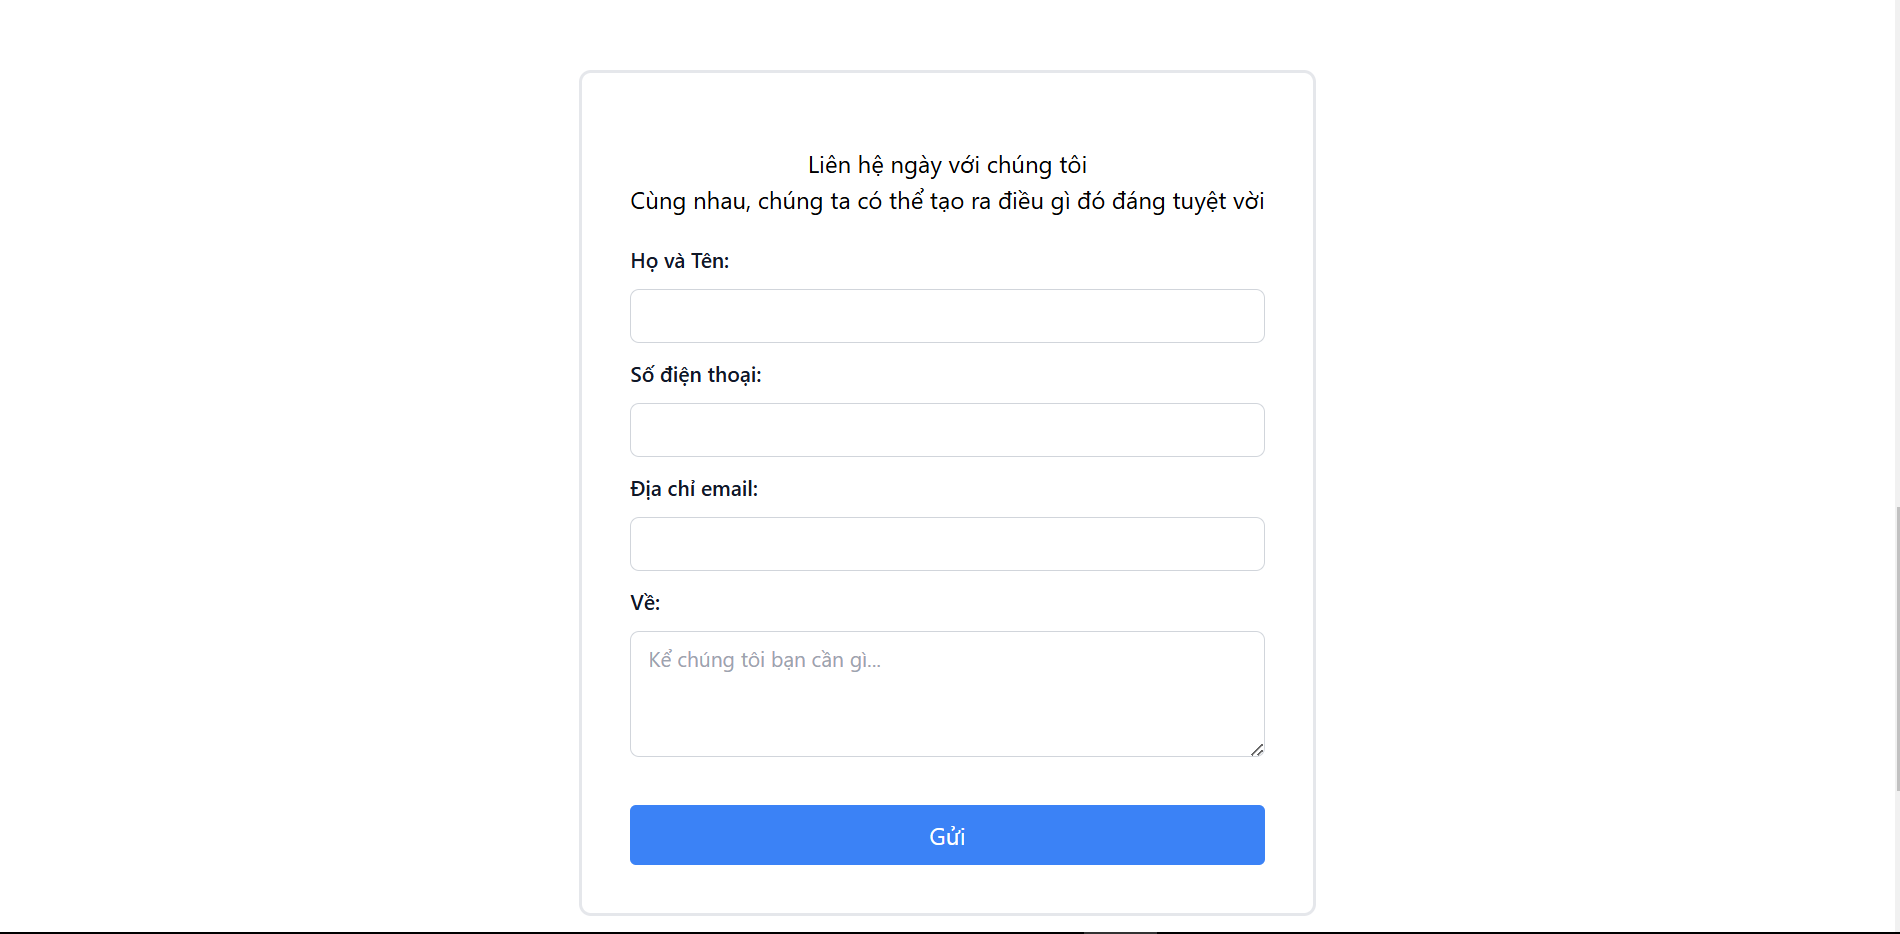 Liên hệ ngày với chúng tôi
Cùng nhau, chúng ta có thể tạo ra điều gì đó đáng tuyệt vời
Họ và Tên:
Số điện thoại:
Địa chỉ email:
Về:
Kể chúng tôi bạn cần gì...
Gửi